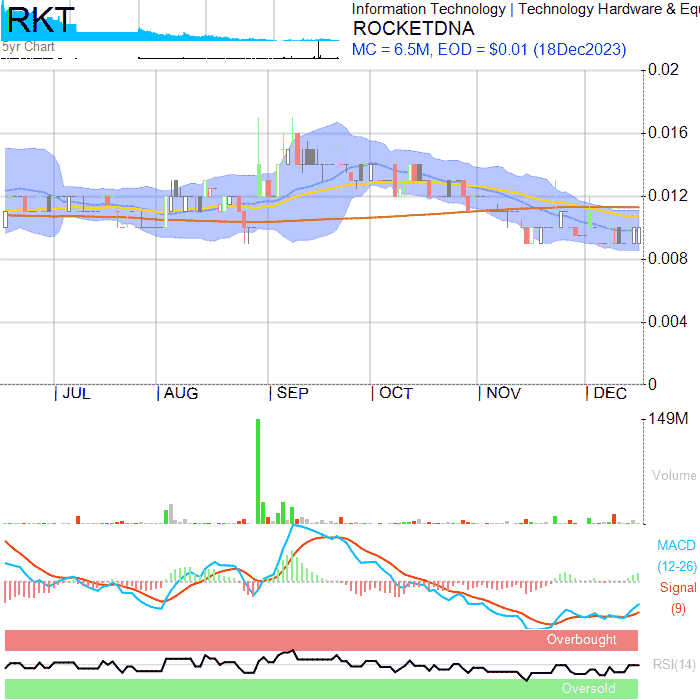 RKT
5yr Chart
Information Technology | Technology Hardware & Equ
ROCKETDNA
MC = 6.5M, EOD = $0.01 (18Dec2023)
0.02
0.016
0.012
0.008
0.004
0
JUL AUG SEP OCT NOV DEC
149M
Volume
MACD
(12-26)
Signal
(9)
Overbought
RSI(14)
Oversold